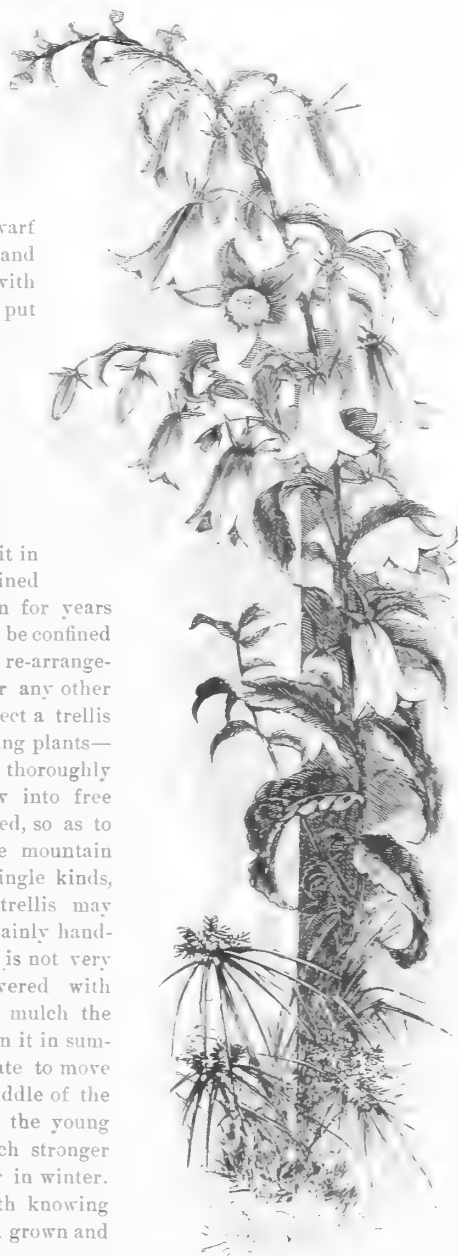 warf
and
with
put
it in
ined
n for years
be confined
re-arrange-
r any other
ect a trellis
ing plants—
thoroughly
v into free
ed, so as to
e mountain
ingle kinds,
trellis may
ainly hand-
is not very
vered with
mulch the
n it in sum-
ate to move
ddle of the
the young
ch stronger
r in winter.
th knowing
l grown and